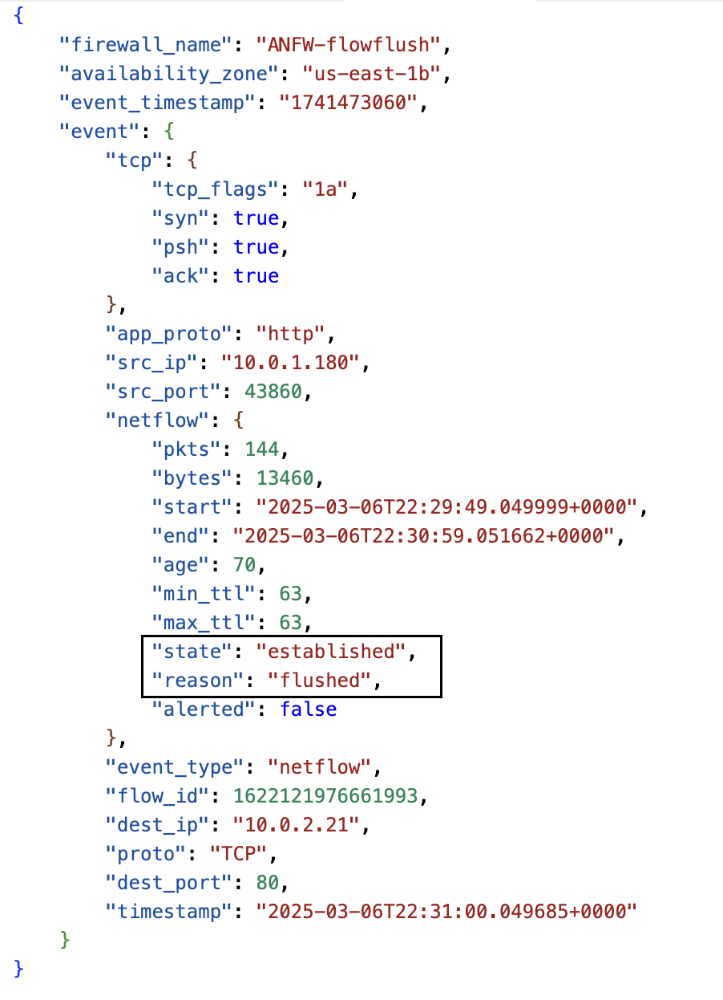 {
    "firewall_name": "ANFW-flowflush",
    "availability_zone": "us-east-1b",
    "event_timestamp": "1741473060",
    "event": {
        "tcp": {
            "tcp_flags": "1a",
            "syn": true,
            "psh": true,
            "ack": true
        },
        "app_proto": "http",
        "src_ip": "10.0.1.180",
        "src_port": 43860,
        "netflow": {
            "pkts": 144,
            "bytes": 13460,
            "start": "2025-03-06T22:29:49.049999+0000",
            "end": "2025-03-06T22:30:59.051662+0000",
            "age": 70,
            "min_ttl": 63,
            "max_ttl": 63,
            "state": "established",
            "reason": "flushed",
            "alerted": false
        },
        "event_type": "netflow",
        "flow_id": 1622121976661993,
        "dest_ip": "10.0.2.21",
        "proto": "TCP",
        "dest_port": 80,
        "timestamp": "2025-03-06T22:31:00.049685+0000"
    }
}